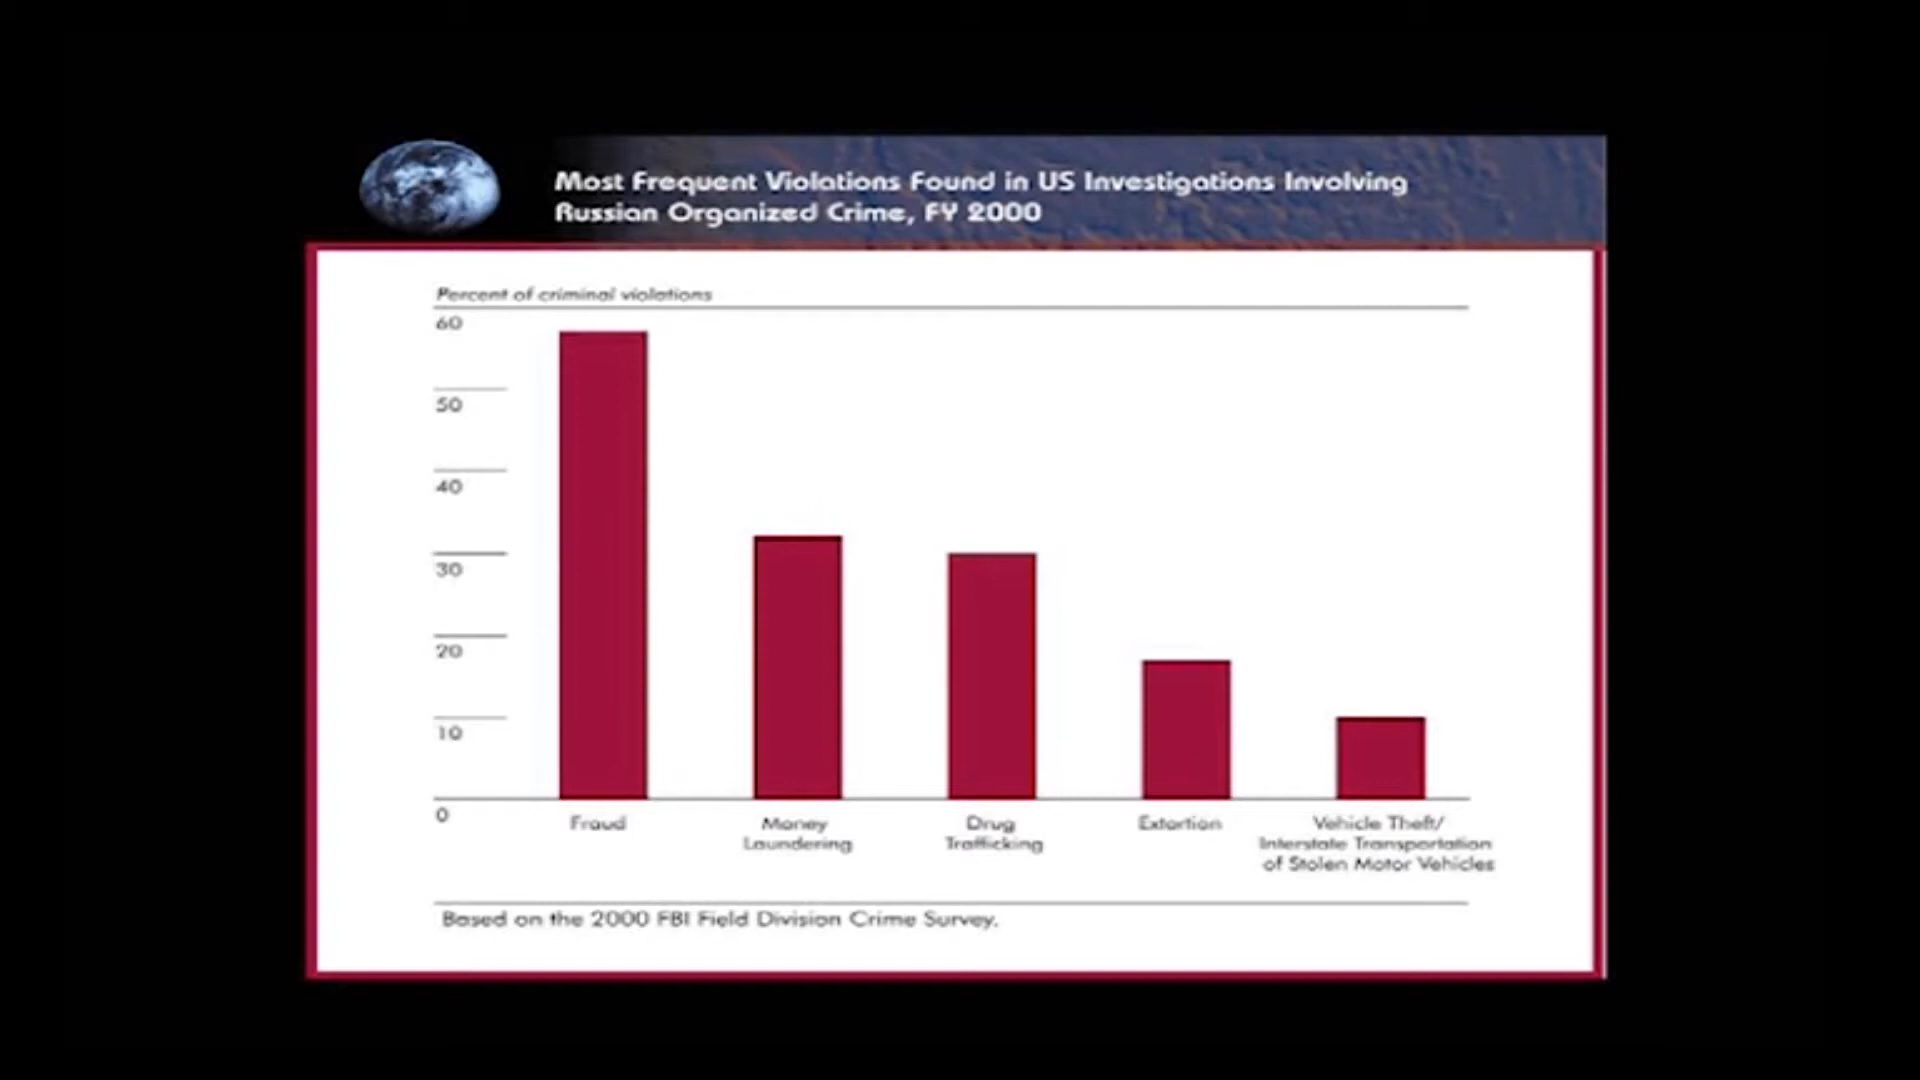 Most Frequent Violations Found in US Investigations Involving
Russian Organized Crime, FY 2000
Percent of criminal violations
60
50
40
30
20
10
0
Fraud
Money
Laundering
Drug
Trafficking
Extortion
Vehicle Theft/
Interstate Transportation
of Stolen Motor Vehicles
Based on the 2000 FBI Field Division Crime Survey.